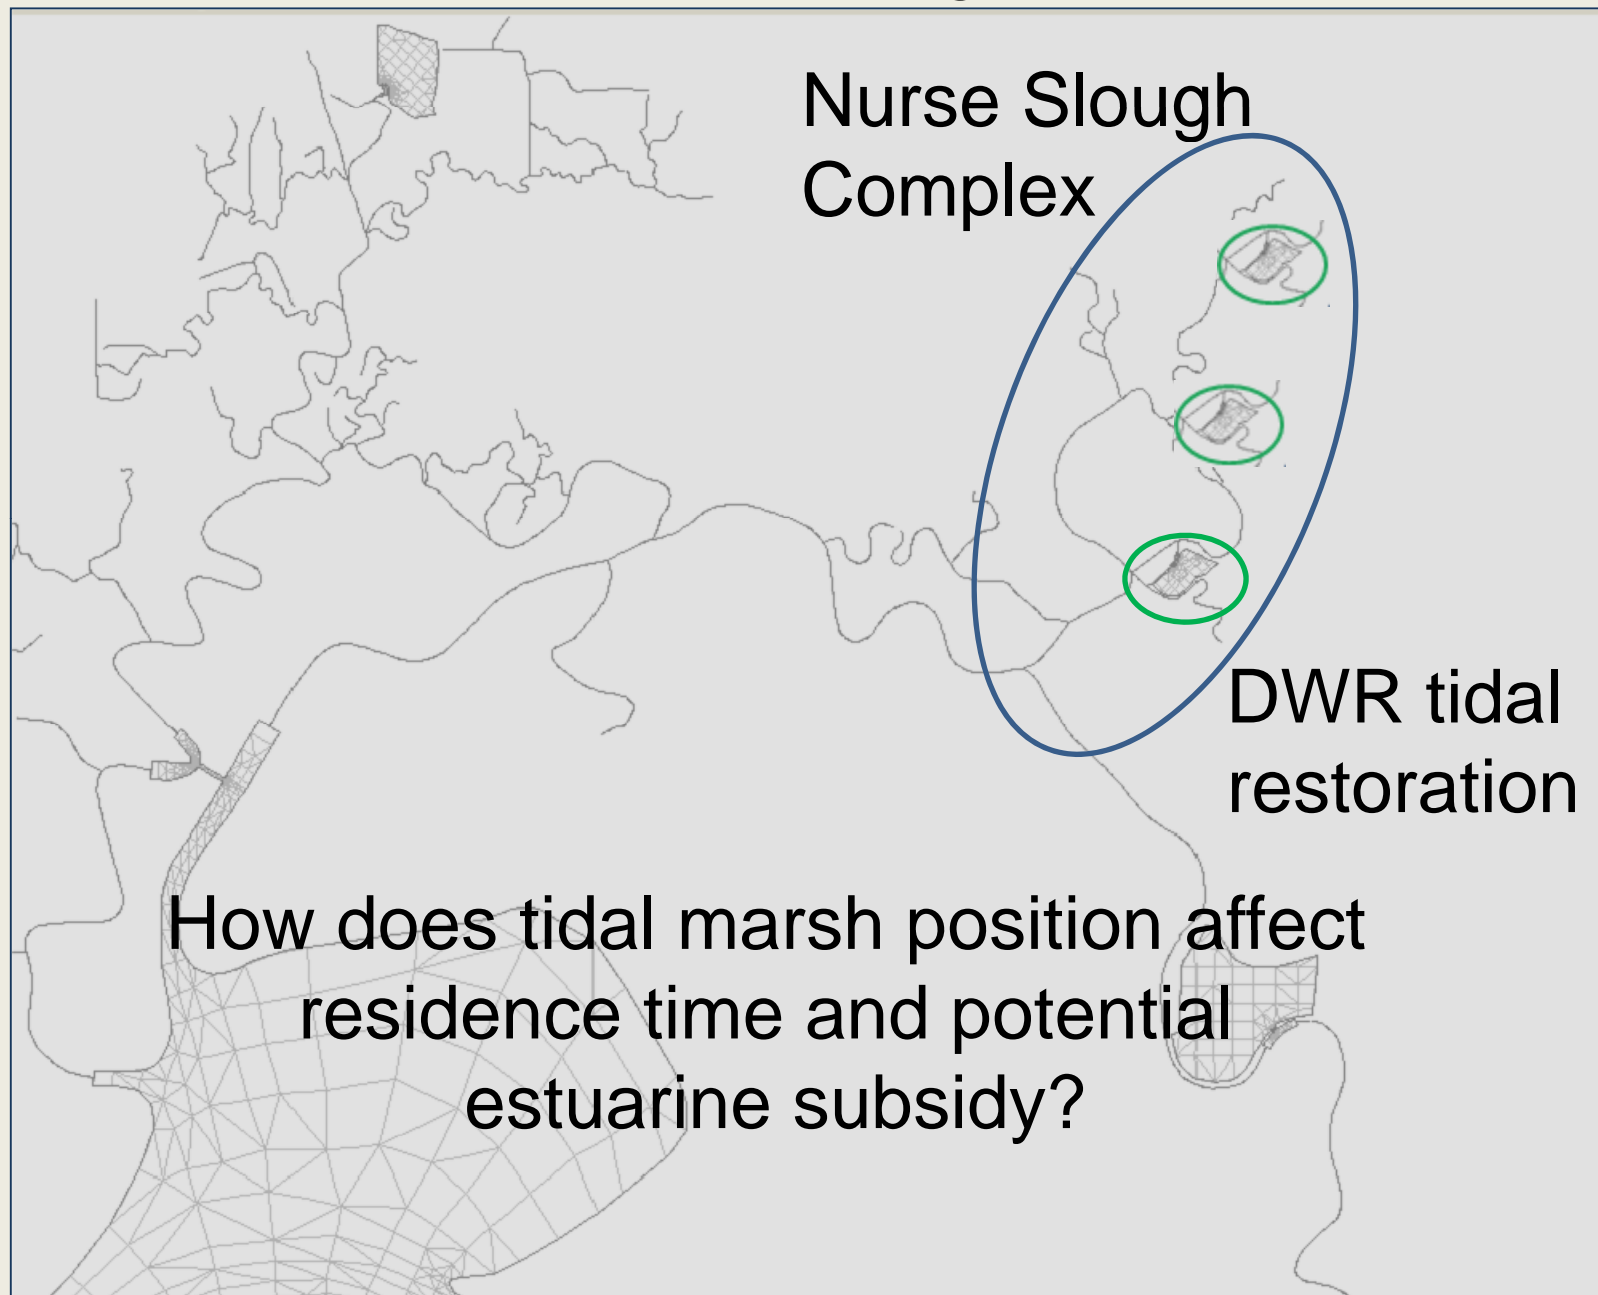 Nurse Slough
Complex
DWR tidal
restoration
How does tidal marsh position affect
residence time and potential
estuarine subsidy?